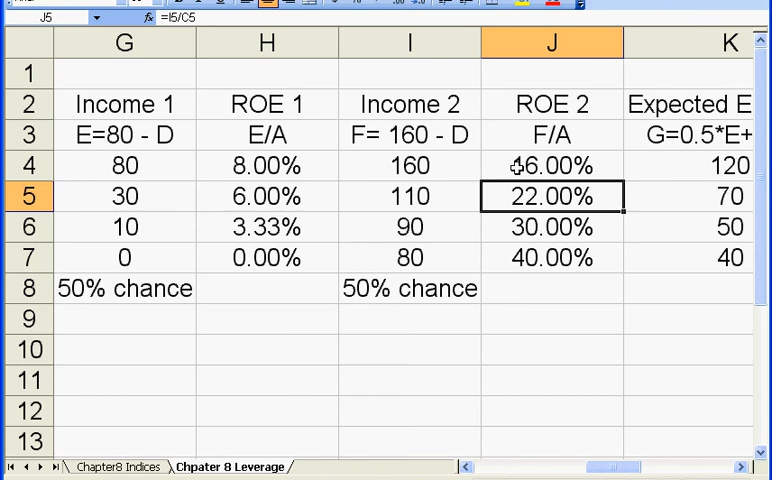 J5 fx =I5/C5
G H I J K
1
2 Income 1 ROE 1 Income 2 ROE 2 Expected E
3 E=80 - D E/A F= 160 - D F/A G=0.5*E+
4 80 8.00% 160 16.00% 120
5 30 6.00% 110 22.00% 70
6 10 3.33% 90 30.00% 50
7 0 0.00% 80 40.00% 40
8 50% chance 50% chance
9
10
11
12
13
Chapter8 Indices Chpater 8 Leverage